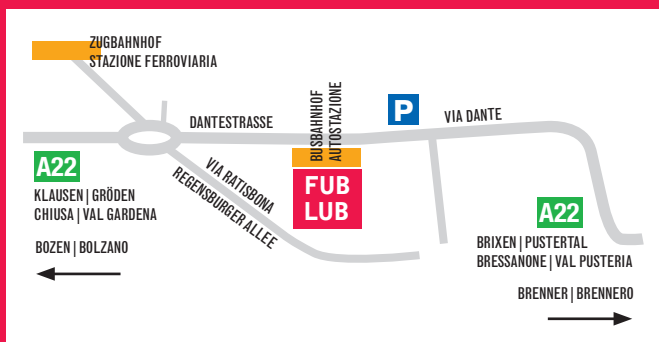 ZUGBAHNHOF
STAZIONE FERROVIARIA
DANTESTRASSE
BUSBAHNHOF
AUTOSTAZIONE
P
VIA DANTE
A22
KLAUSEN | GRÖDEN
CHIUSA | VAL GARDENA
BOZEN | BOLZANO
VIA RATISBONA
REGENSBURGER ALLEE
FUB
LUB
A22
BRIXEN | PUSTERTAL
BRESSANONE | VAL PUSTERIA
BRENNER | BRENNERO